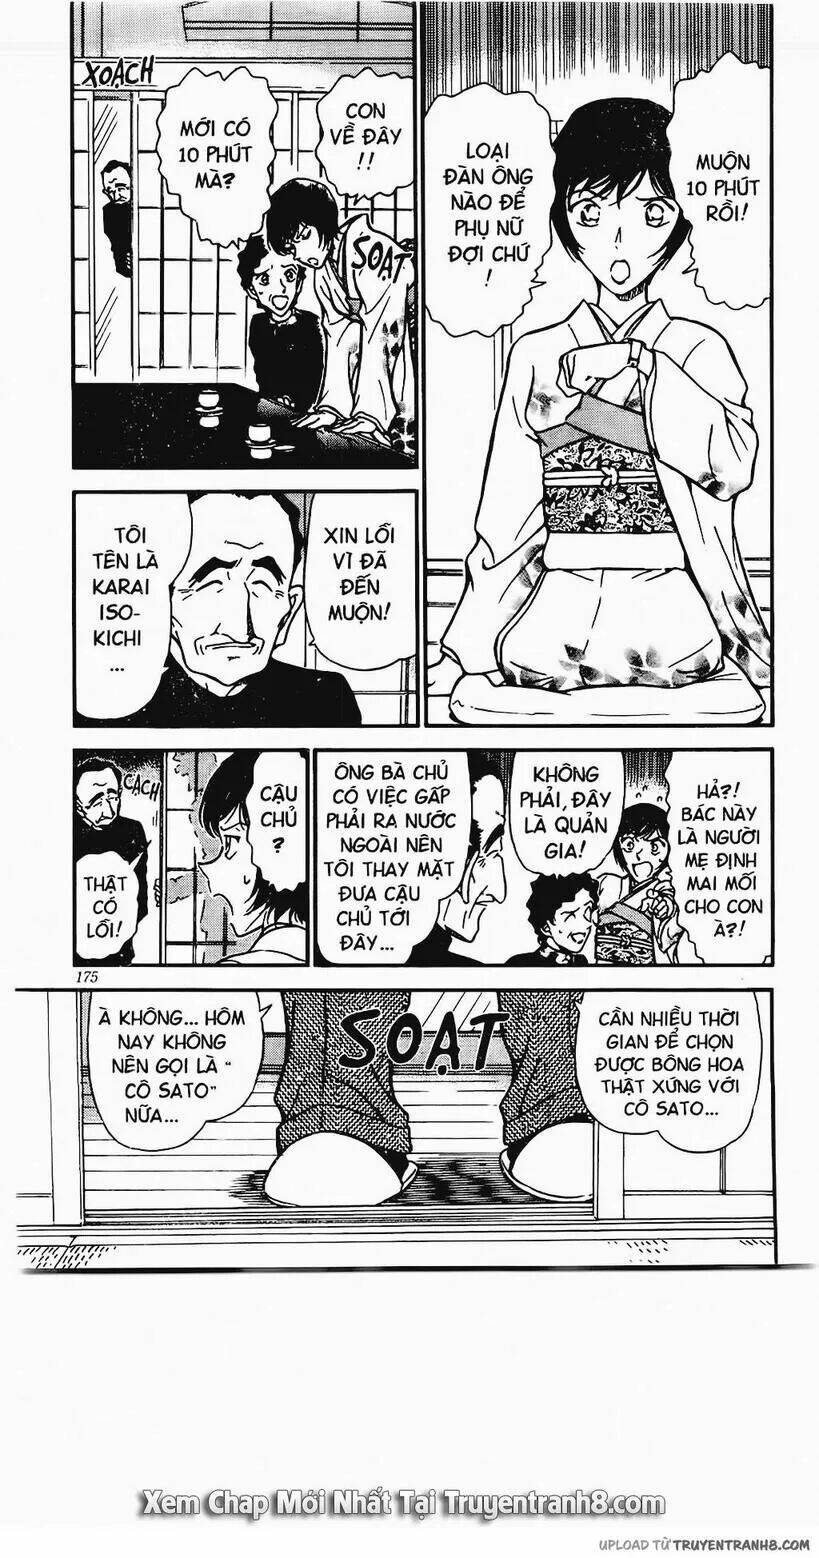 MUỘN
10 PHÚT
RỒI!
LOẠI
ĐÀN ÔNG
NÀO ĐỂ
PHỤ NỮ
ĐỢI CHỨ
!
CON
VỀ ĐÂY
!!
SOẠT
MỚI CÓ
10 PHÚT
MÀ?
XOẠCH
XIN LỖI
VÌ ĐÃ
ĐẾN
MUỘN!
TÔI
TÊN LÀ
KARAI
ISO-
KICHI
...
HẢ?!
BÁC NÀY
LÀ NGƯỜI
MẸ ĐỊNH
MAI MỐI
CHO CON
À?!
KHÔNG
PHẢI, ĐÂY
LÀ QUẢN
GIA!
ÔNG BÀ CHỦ
CÓ VIỆC GẤP
PHẢI RA NƯỚC
NGOÀI NÊN
TÔI THAY MẶT
ĐƯA CẬU
CHỦ TỚI
ĐÂY...
CẬU
CHỦ
?
CẠCH
THẬT
CÓ
LỖI!
175
CẦN NHIỀU THỜI
GIAN ĐỂ CHỌN
ĐƯỢC BÔNG HOA
THẬT XỨNG VỚI
CÔ SATO...
SOẠT
À KHÔNG... HÔM
NAY KHÔNG
NÊN GỌI LÀ "
CÔ SATO"
NỮA...
Xem Chap Mới Nhất Tại Truyentranh8.com
UPLOAD TỪ TRUYENTRANH8.COM